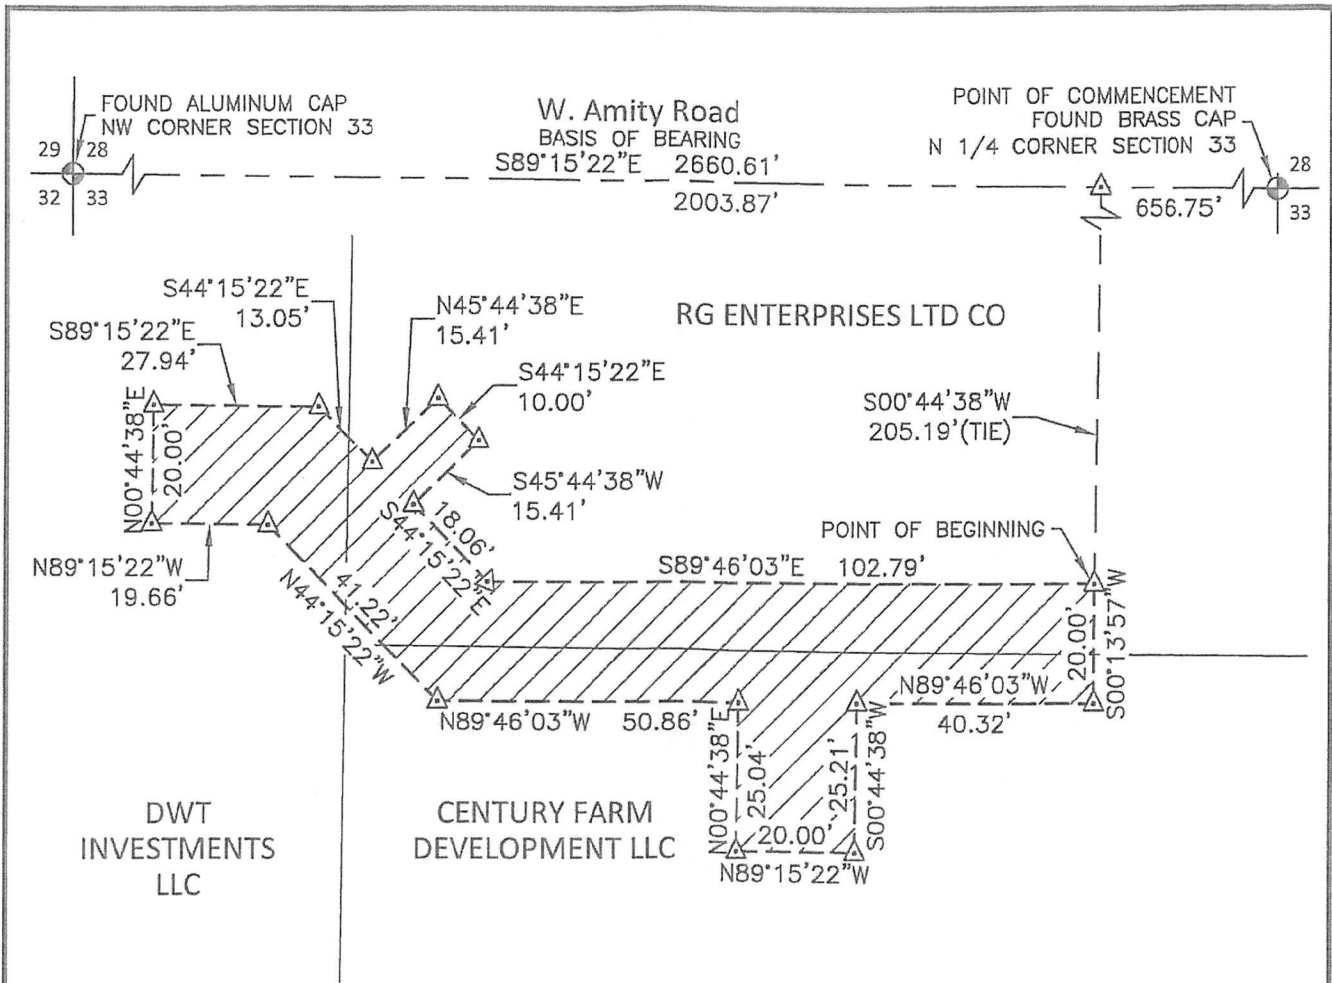 FOUND ALUMINUM CAP
NW CORNER SECTION 33
29 28
32 33
W. Amity Road
BASIS OF BEARING
S89°15'22"E 2660.61'
2003.87'
POINT OF COMMENCEMENT
FOUND BRASS CAP
N 1/4 CORNER SECTION 33
28
33
656.75'
S44°15'22"E
13.05'
S89°15'22"E
27.94'
N45°44'38"E
15.41'
RG ENTERPRISES LTD CO
S44°15'22"E
10.00'
S00°44'38"W
205.19'(TIE)
N00°44'38"E
20.00'
S45°44'38"W
15.41'
18.06'
S44°15'22"E
POINT OF BEGINNING
N89°15'22"W
19.66'
S89°46'03"E 102.79'
41.22'
N44°15'22"W
20.00'
S00°13'57"W
N89°46'03"W
40.32'
N89°46'03"W 50.86'
N00°44'38"E
25.04'
25.21'
S00°44'38"W
20.00'
N89°15'22"W
DWT
INVESTMENTS
LLC
CENTURY FARM
DEVELOPMENT LLC